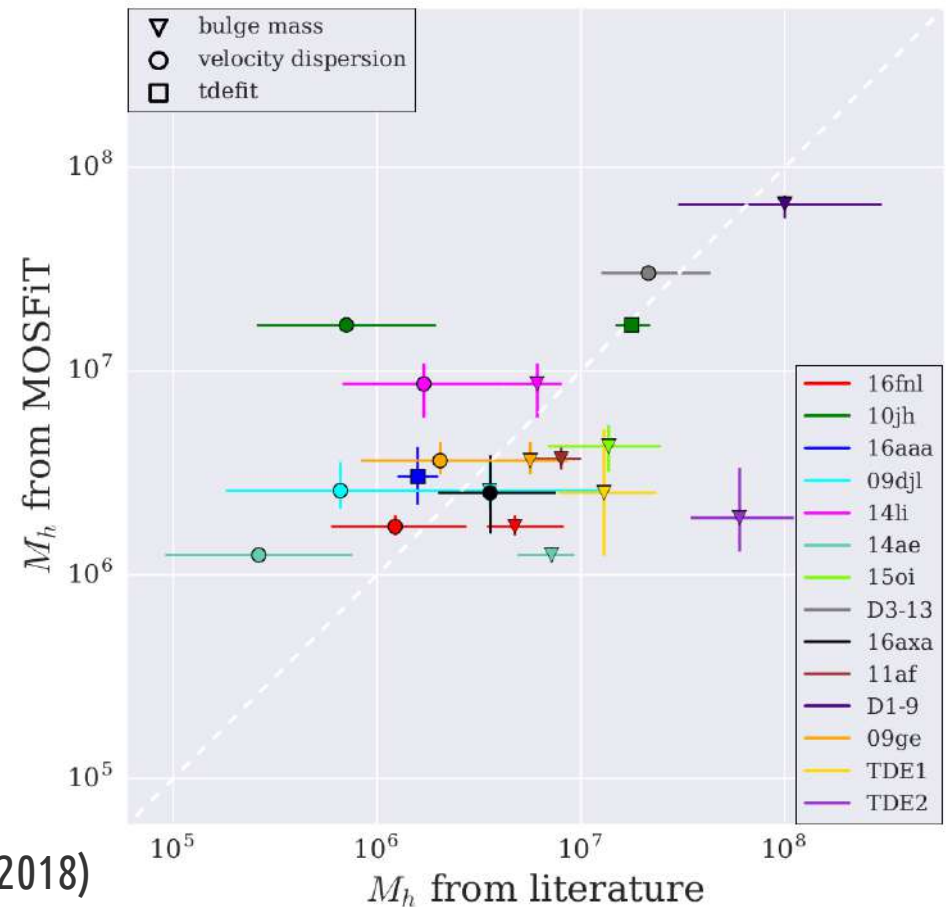 bulge mass
velocity dispersion
tdefit
10^8
10^7
10^6
10^5
M_h from MOSFiT
16fnl
10jh
16aaa
09djl
14li
14ae
15oi
D3-13
16axa
11af
D1-9
09ge
TDE1
TDE2
10^5 10^6 10^7 10^8
2018)
M_h from literature